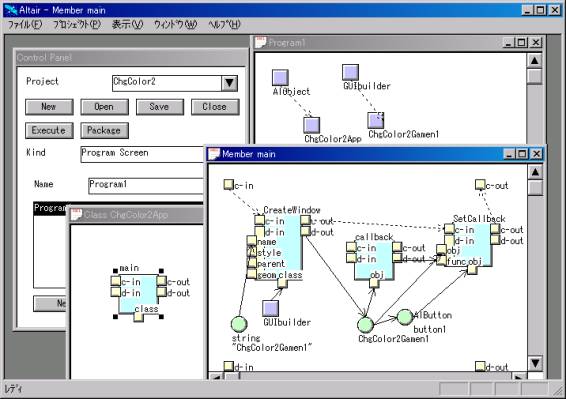 Altair - Member main
ﾌｧｲﾙ(F) ﾌﾟﾛｼﾞｪｸﾄ(P) 表示(V) ｳｨﾝﾄﾞｳ(W) ﾍﾙﾌﾟ(H)
Control Panel
Project
ChgColor2
New
Open
Save
Close
Execute
Package
Kind
Program Screen
Name
Program1
Program1
AIObject
GUIbuilder
ChgColor2App
ChgColor2Gamen1
Class ChgColor2App
main
c-in
c-out
d-in
d-out
class
Member main
c-in
c-out
CreateWindow
c-in
c-out
d-in
d-out
name
style
parent
geom
class
GUIbuilder
string
"ChgColor2Gamen1"
callback
c-in
c-out
d-in
d-out
obj
SetCallback
c-in
c-out
d-in
d-out
obj
func
obj
ChgColor2Gamen1
AIButton
button1
d-in
d-out
ﾚﾃﾞｨ